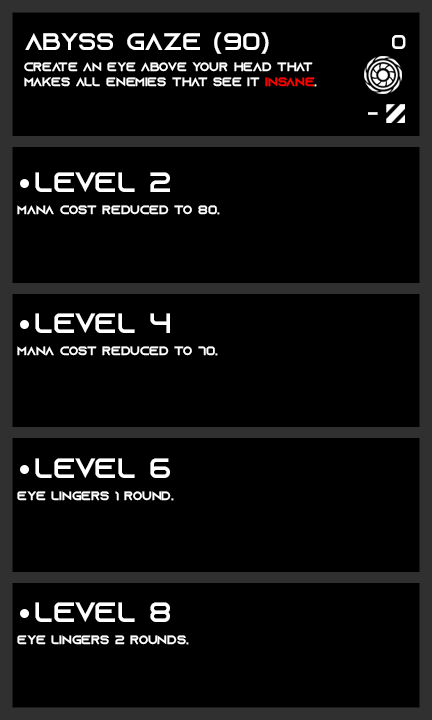 ABYSS GAZE (90)
0
CREATE AN EYE ABOVE YOUR HEAD THAT
MAKES ALL ENEMIES THAT SEE IT INSANE.
-
•LEVEL 2
MANA COST REDUCED TO 80.
•LEVEL 4
MANA COST REDUCED TO 70.
•LEVEL 6
EYE LINGERS 1 ROUND.
•LEVEL 8
EYE LINGERS 2 ROUNDS.